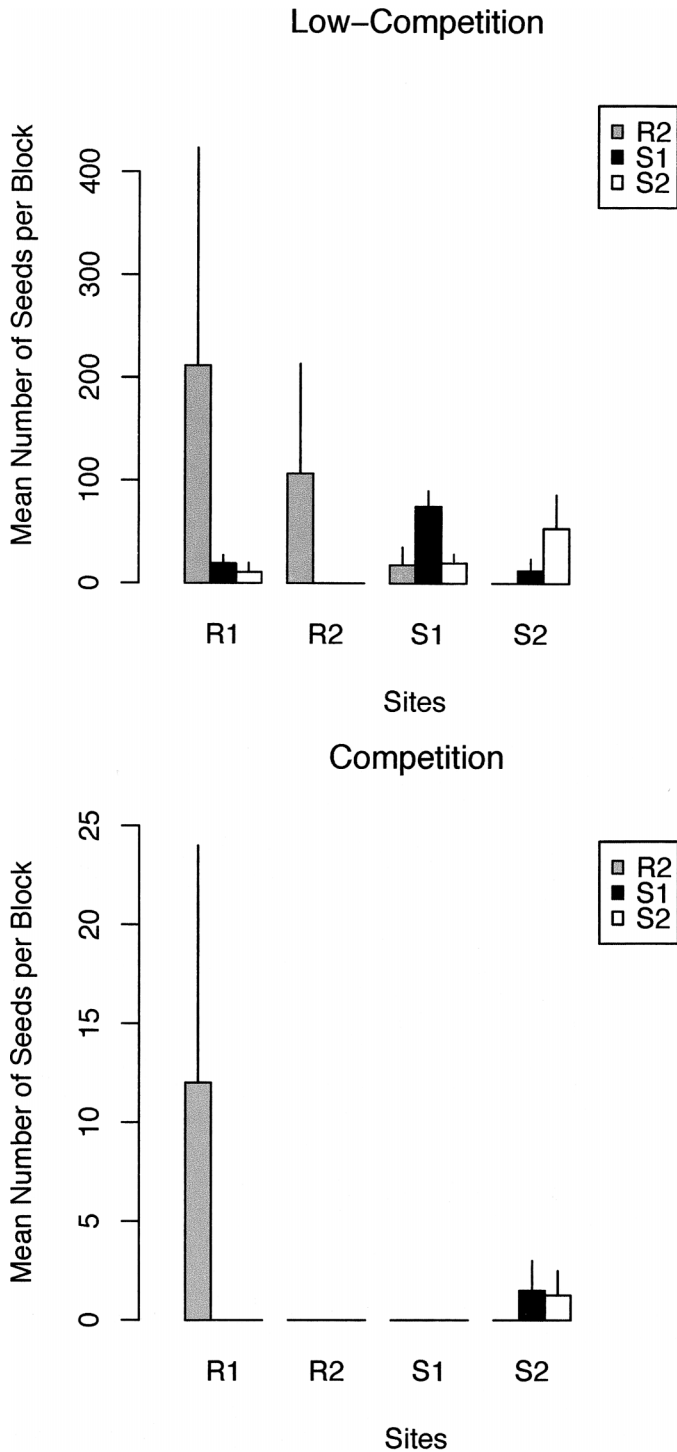 Low−Competition
Mean Number of Seeds per Block
400
300
200
100
0
R2
S1
S2
R1 R2 S1 S2
Sites
Competition
Mean Number of Seeds per Block
25
20
15
10
5
0
R2
S1
S2
R1 R2 S1 S2
Sites